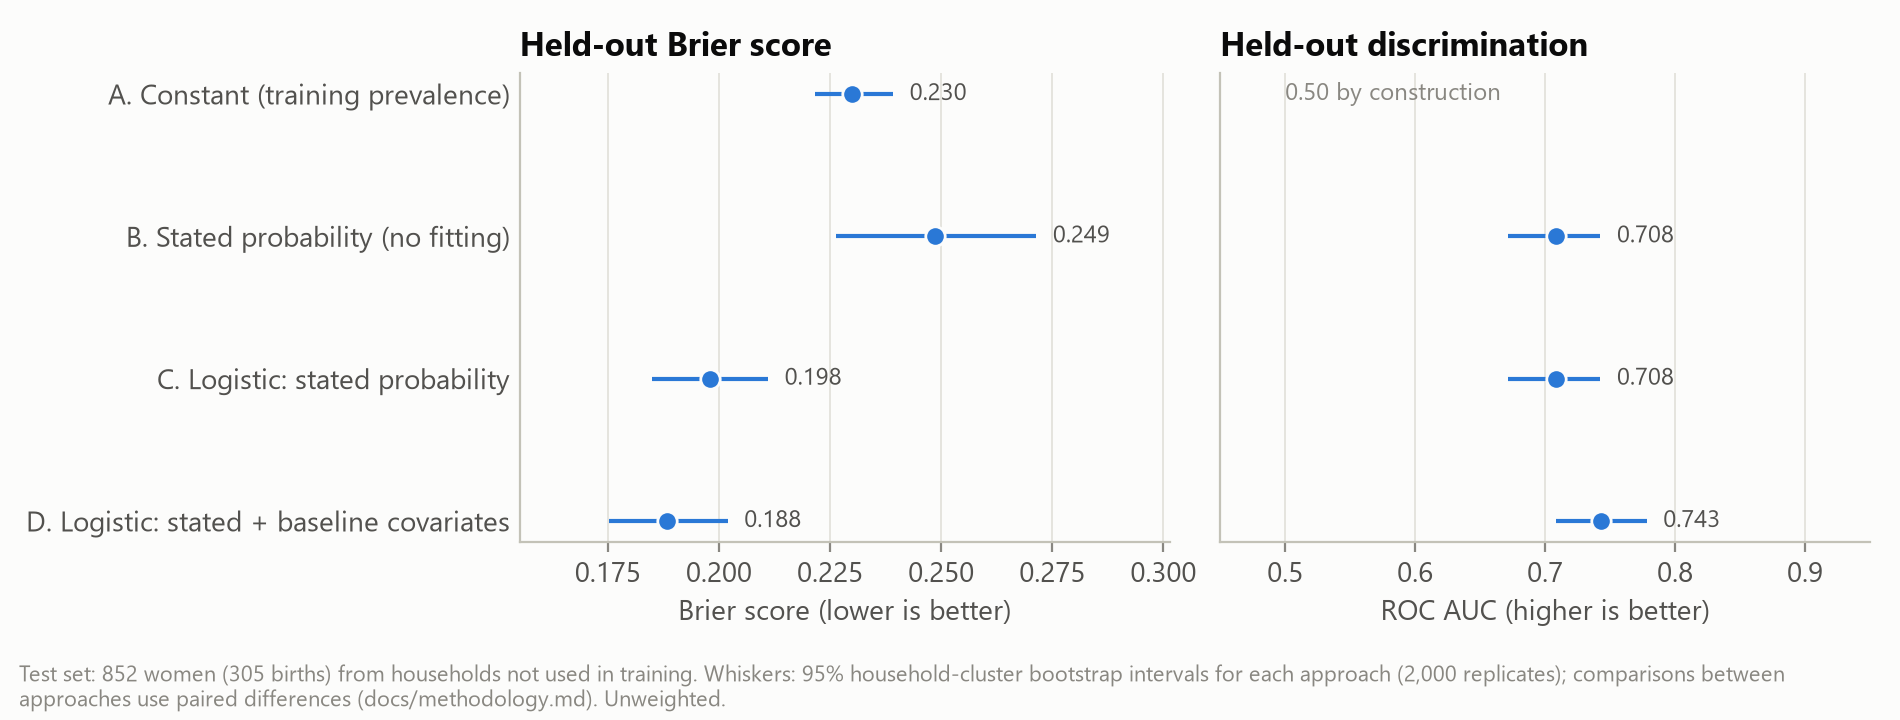 Held-out Brier score
Held-out discrimination
A. Constant (training prevalence)
0.230
0.50 by construction
B. Stated probability (no fitting)
0.249
0.708
C. Logistic: stated probability
0.198
0.708
D. Logistic: stated + baseline covariates
0.188
0.743
0.175 0.200 0.225 0.250 0.275 0.300
0.5 0.6 0.7 0.8 0.9
Brier score (lower is better)
ROC AUC (higher is better)
Test set: 852 women (305 births) from households not used in training. Whiskers: 95% household-cluster bootstrap intervals for each approach (2,000 replicates); comparisons between
approaches use paired differences (docs/methodology.md). Unweighted.